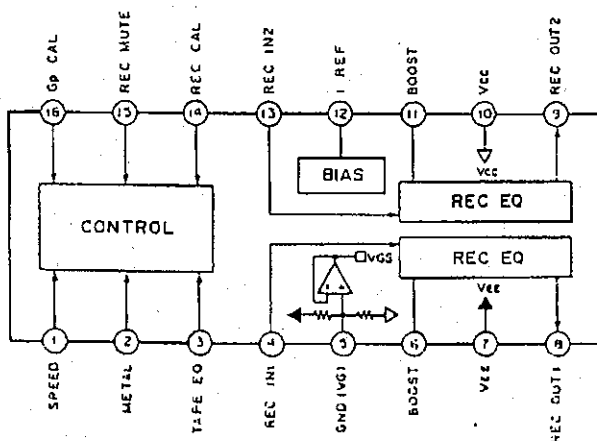 Gp CAL
REC MUTE
REC CAL
REC IN2
I REF
BOOST
VCC
REC OUT2
16
15
14
13
12
11
10
9
BIAS
VCC
REC EQ
CONTROL
REC EQ
VGS
VEE
1
2
3
4
5
6
7
8
SPEED
METAL
TAPE EQ
REC IN1
GND(VG)
BOOST
VEE
REC OUT1